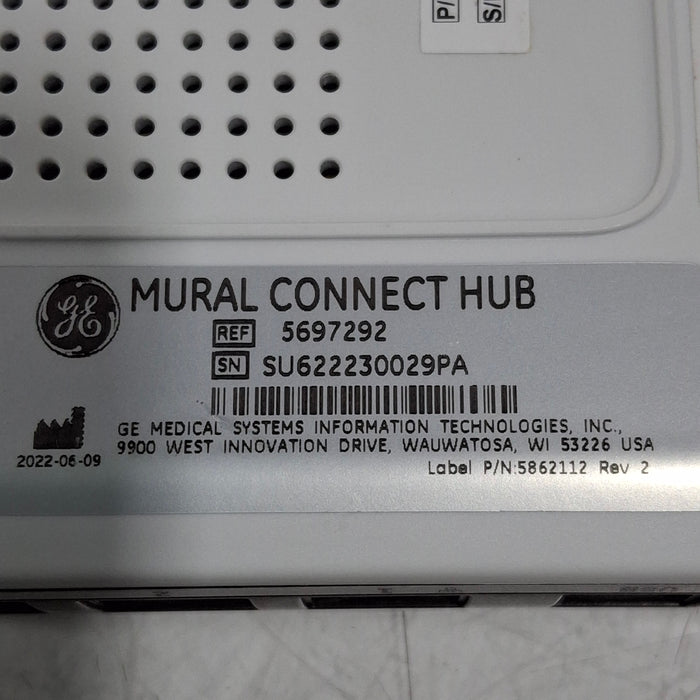 P/
S/
GE
MURAL CONNECT HUB
REF 5697292
SN SU622230029PA
GE MEDICAL SYSTEMS INFORMATION TECHNOLOGIES, INC.,
9900 WEST INNOVATION DRIVE, WAUWATOSA, WI 53226 USA
2022-06-09
Label P/N:5862112 Rev 2